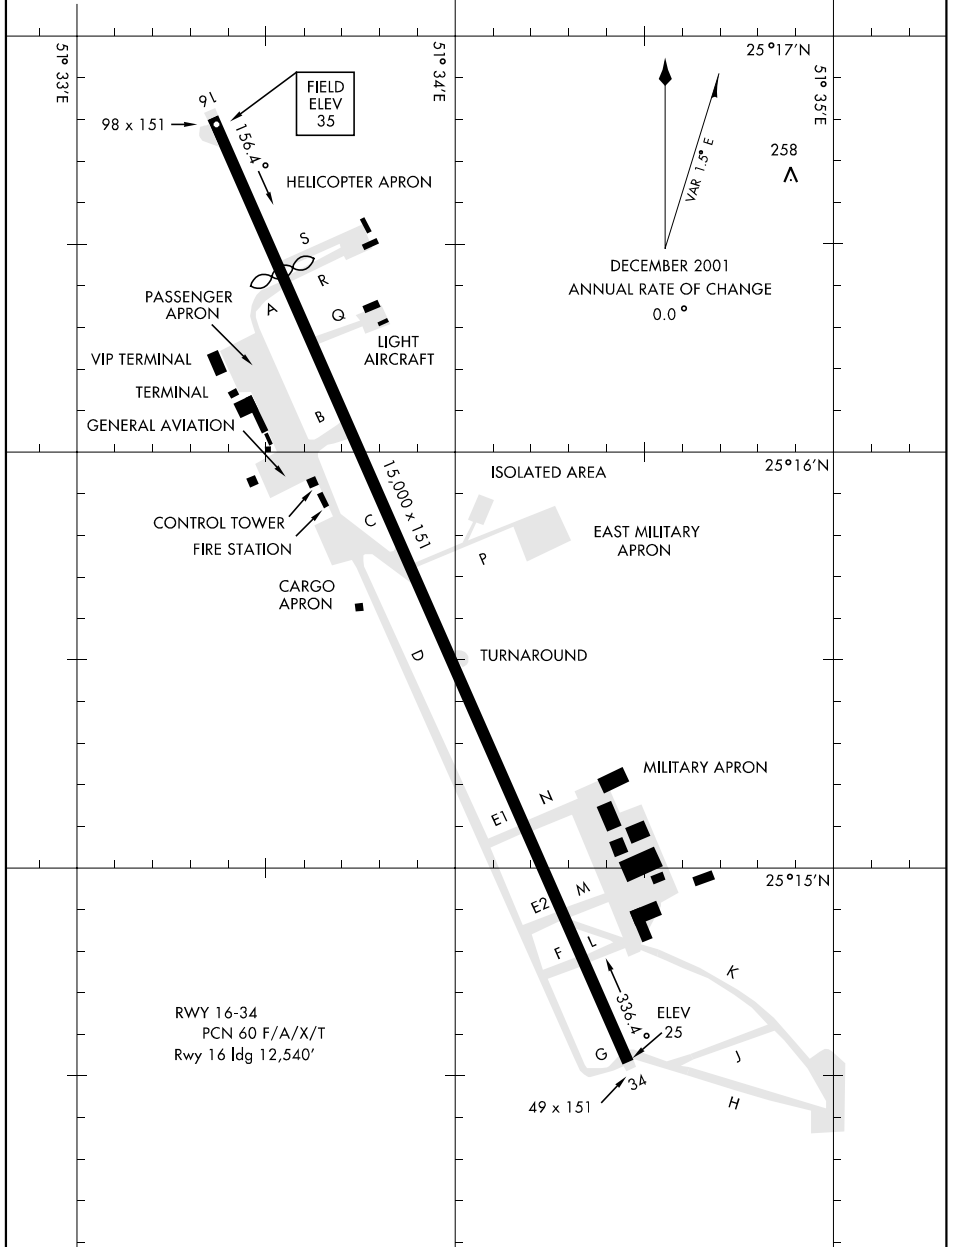 51° 33'E
51° 34'E
25°17'N
51° 35'E
FIELD
ELEV
35
16
98 x 151
156.4°
VAR 1.5° E
258
HELICOPTER APRON
S
DECEMBER 2001
ANNUAL RATE OF CHANGE
0.0°
R
A
PASSENGER
APRON
Q
LIGHT
AIRCRAFT
VIP TERMINAL
TERMINAL
B
GENERAL AVIATION
25°16'N
ISOLATED AREA
15,000 x 151
CONTROL TOWER
C
FIRE STATION
EAST MILITARY
APRON
P
CARGO
APRON
D
TURNAROUND
MILITARY APRON
N
E1
25°15'N
M
E2
L
F
K
RWY 16-34
PCN 60 F/A/X/T
Rwy 16 ldg 12,540'
336.4°
ELEV
25
G
J
34
H
49 x 151